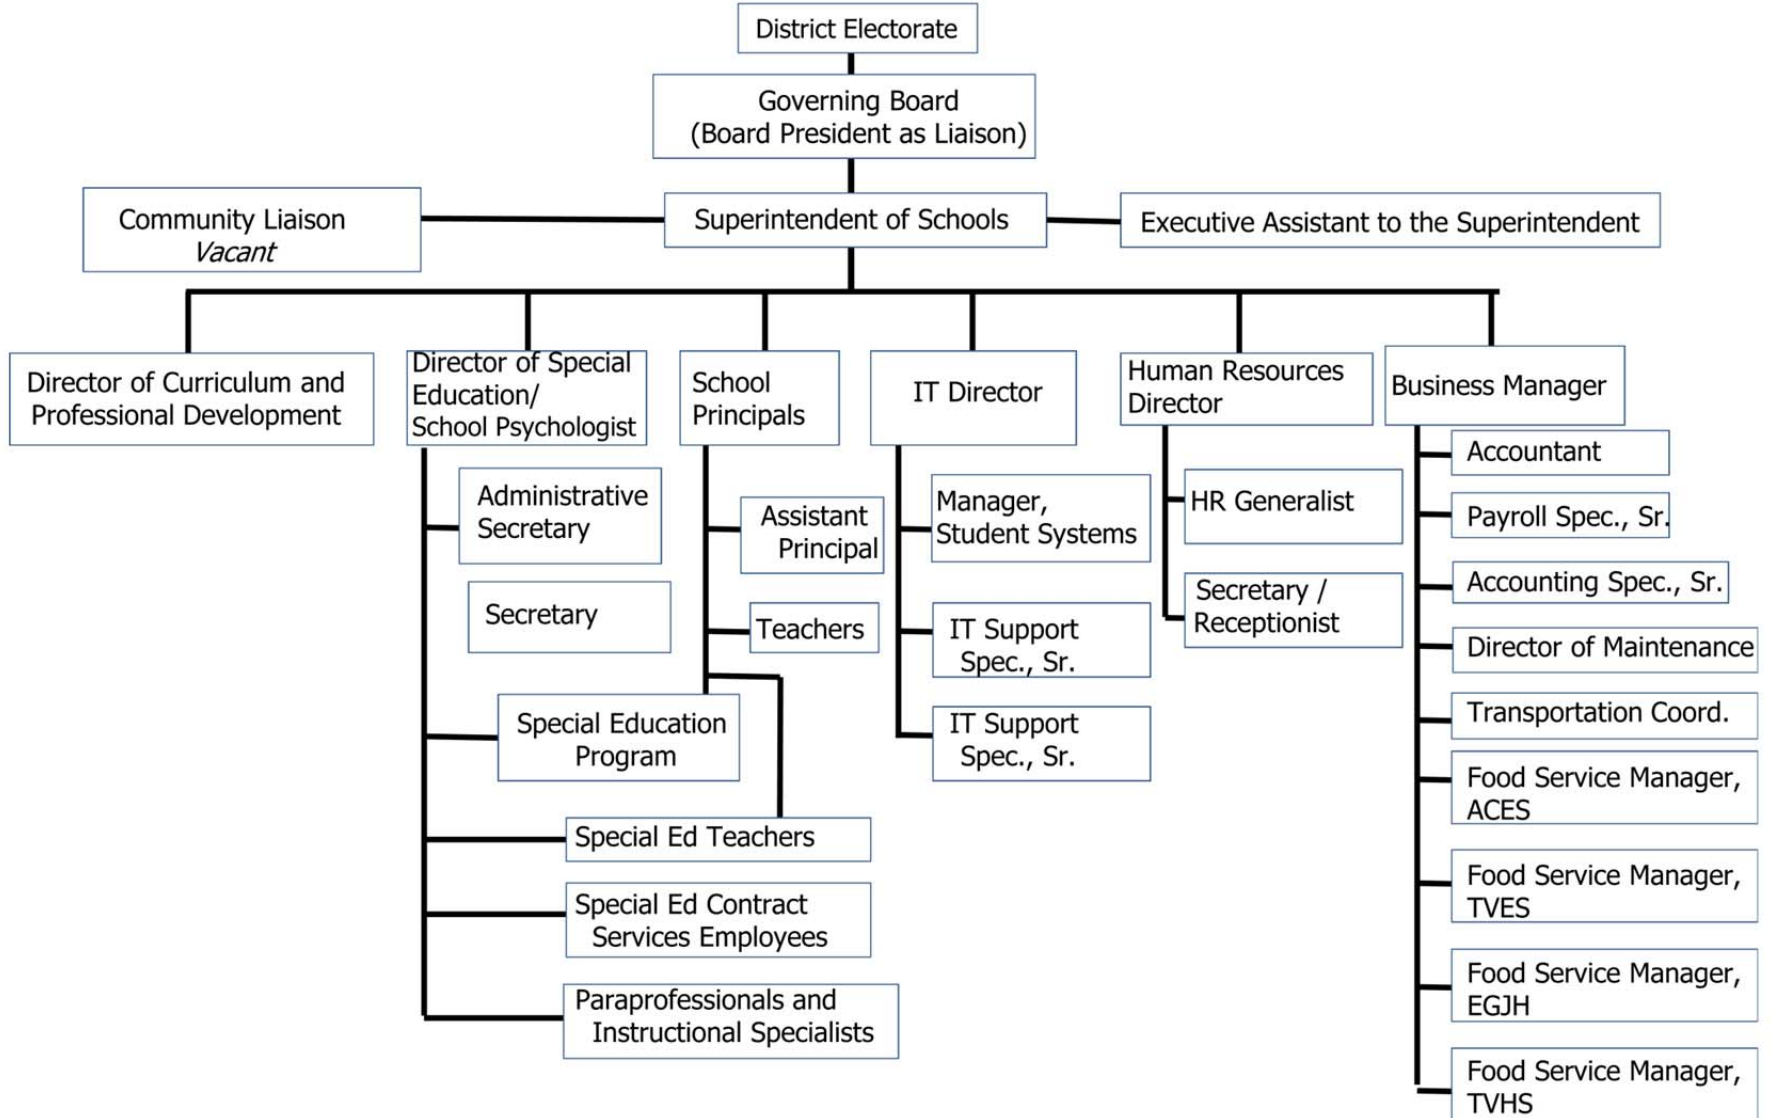 District Electorate
Governing Board
(Board President as Liaison)
Community Liaison
Vacant
Superintendent of Schools
Executive Assistant to the Superintendent
Director of Curriculum and
Professional Development
Director of Special
Education/
School Psychologist
School
Principals
IT Director
Human Resources
Director
Business Manager
Administrative
Secretary
Secretary
Special Education
Program
Special Ed Teachers
Special Ed Contract
Services Employees
Paraprofessionals and
Instructional Specialists
Assistant
Principal
Teachers
Manager,
Student Systems
IT Support
Spec., Sr.
IT Support
Spec., Sr.
HR Generalist
Secretary /
Receptionist
Accountant
Payroll Spec., Sr.
Accounting Spec., Sr.
Director of Maintenance
Transportation Coord.
Food Service Manager,
ACES
Food Service Manager,
TVES
Food Service Manager,
EGJH
Food Service Manager,
TVHS